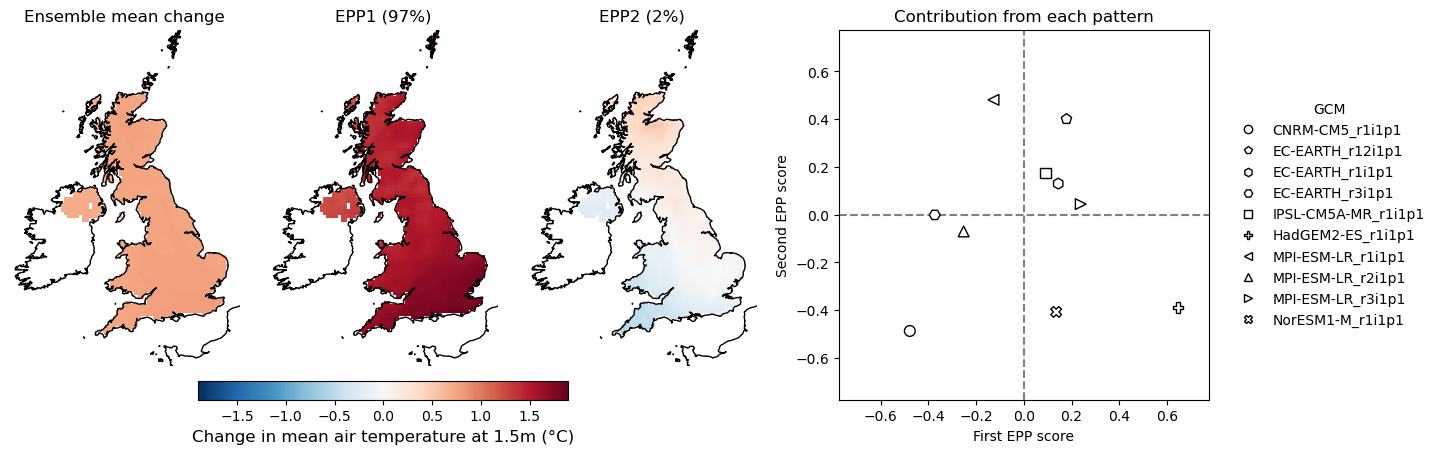 Ensemble mean change
EPP1 (97%)
EPP2 (2%)
Contribution from each pattern
−1.5 −1.0 −0.5 0.0 0.5 1.0 1.5
Change in mean air temperature at 1.5m (°C)
Second EPP score
0.6
0.4
0.2
0.0
−0.2
−0.4
−0.6
−0.6 −0.4 −0.2 0.0 0.2 0.4 0.6
First EPP score
GCM
CNRM-CM5_r1i1p1
EC-EARTH_r12i1p1
EC-EARTH_r1i1p1
EC-EARTH_r3i1p1
IPSL-CM5A-MR_r1i1p1
HadGEM2-ES_r1i1p1
MPI-ESM-LR_r1i1p1
MPI-ESM-LR_r2i1p1
MPI-ESM-LR_r3i1p1
NorESM1-M_r1i1p1